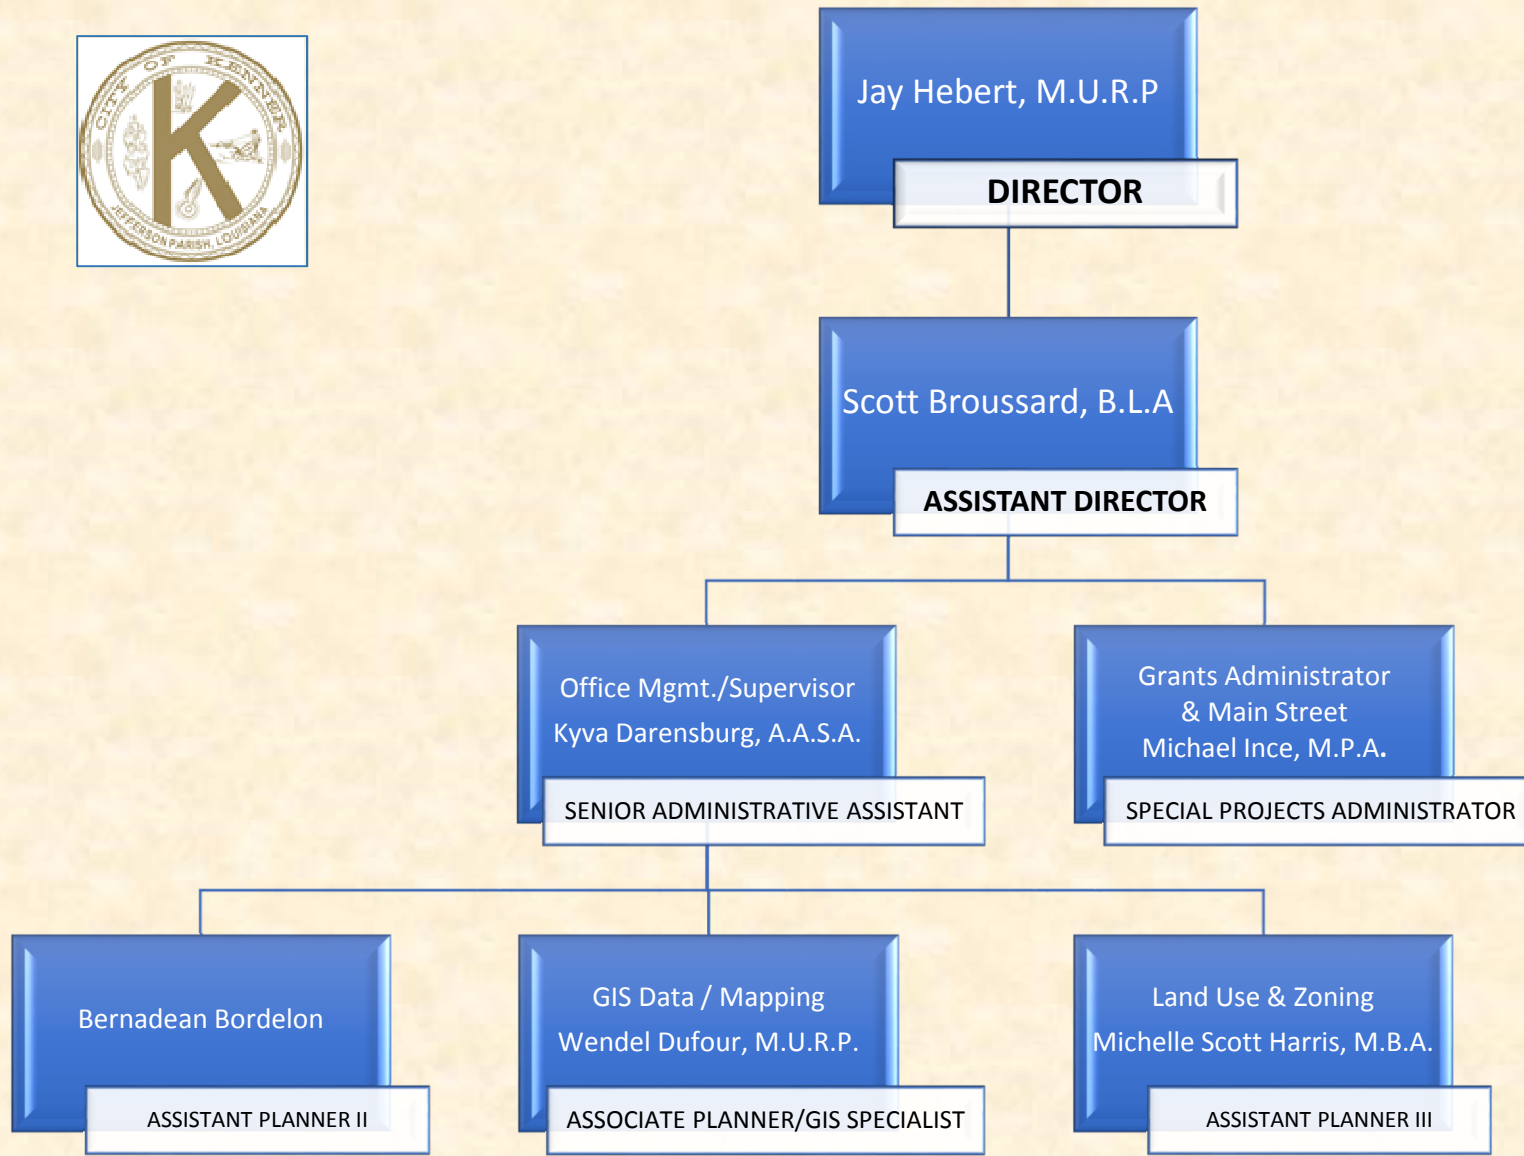 CITY OF KENNER
JEFFERSON PARISH, LOUISIANA
K
Jay Hebert, M.U.R.P
DIRECTOR
Scott Broussard, B.L.A
ASSISTANT DIRECTOR
Office Mgmt./Supervisor
Kyva Darensburg, A.A.S.A.
SENIOR ADMINISTRATIVE ASSISTANT
Grants Administrator
& Main Street
Michael Ince, M.P.A.
SPECIAL PROJECTS ADMINISTRATOR
Bernadean Bordelon
ASSISTANT PLANNER II
GIS Data / Mapping
Wendel Dufour, M.U.R.P.
ASSOCIATE PLANNER/GIS SPECIALIST
Land Use & Zoning
Michelle Scott Harris, M.B.A.
ASSISTANT PLANNER III